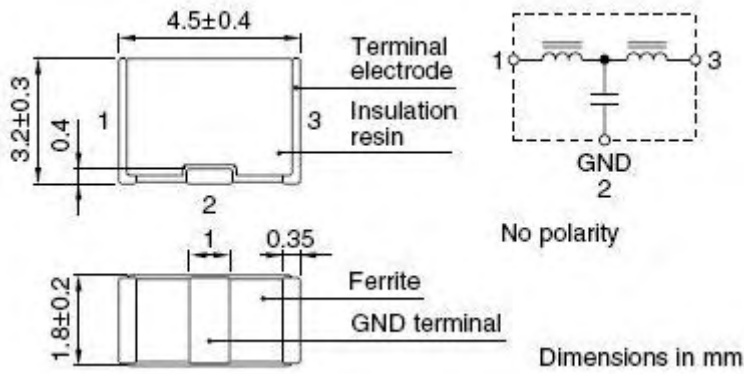 4.5±0.4
Terminal
electrode
1
3
3.2±0.3
0.4
1
3
Insulation
resin
GND
2
2
No polarity
1
0.35
1.8±0.2
Ferrite
GND terminal
Dimensions in mm